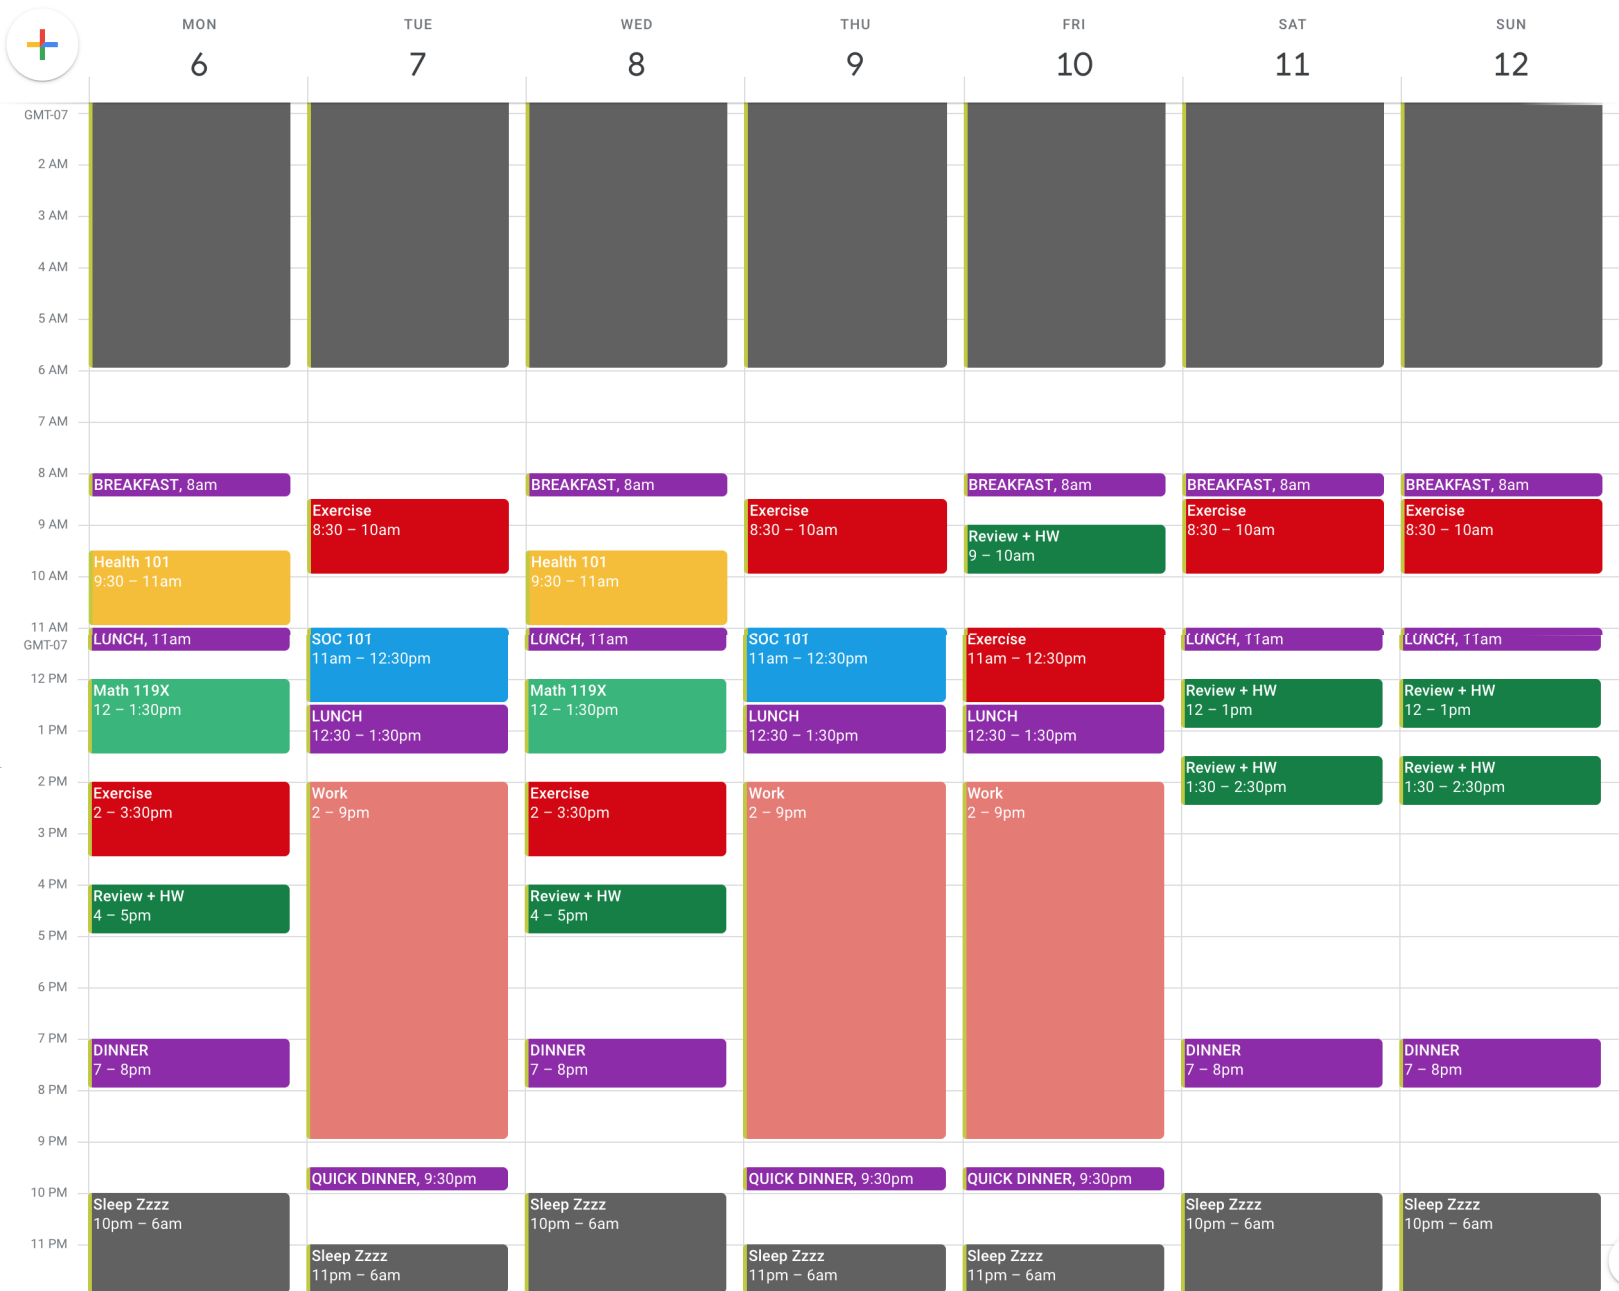 MON TUE WED THU FRI SAT SUN
6 7 8 9 10 11 12
GMT-07
2 AM
3 AM
4 AM
5 AM
6 AM
7 AM
8 AM
BREAKFAST, 8am
BREAKFAST, 8am
BREAKFAST, 8am
BREAKFAST, 8am
BREAKFAST, 8am
Exercise
8:30 – 10am
Exercise
8:30 – 10am
Exercise
8:30 – 10am
Exercise
8:30 – 10am
9 AM
Review + HW
9 – 10am
Health 101
9:30 – 11am
Health 101
9:30 – 11am
10 AM
11 AM
GMT-07
LUNCH, 11am
SOC 101
11am – 12:30pm
LUNCH, 11am
SOC 101
11am – 12:30pm
Exercise
11am – 12:30pm
LUNCH, 11am
LUNCH, 11am
12 PM
Math 119X
12 – 1:30pm
Math 119X
12 – 1:30pm
Review + HW
12 – 1pm
Review + HW
12 – 1pm
LUNCH
12:30 – 1:30pm
LUNCH
12:30 – 1:30pm
LUNCH
12:30 – 1:30pm
1 PM
Review + HW
1:30 – 2:30pm
Review + HW
1:30 – 2:30pm
2 PM
Exercise
2 – 3:30pm
Work
2 – 9pm
Exercise
2 – 3:30pm
Work
2 – 9pm
Work
2 – 9pm
3 PM
4 PM
Review + HW
4 – 5pm
Review + HW
4 – 5pm
5 PM
6 PM
7 PM
DINNER
7 – 8pm
DINNER
7 – 8pm
DINNER
7 – 8pm
DINNER
7 – 8pm
8 PM
9 PM
QUICK DINNER, 9:30pm
QUICK DINNER, 9:30pm
QUICK DINNER, 9:30pm
10 PM
Sleep Zzzz
10pm – 6am
Sleep Zzzz
10pm – 6am
Sleep Zzzz
10pm – 6am
Sleep Zzzz
10pm – 6am
11 PM
Sleep Zzzz
11pm – 6am
Sleep Zzzz
11pm – 6am
Sleep Zzzz
11pm – 6am